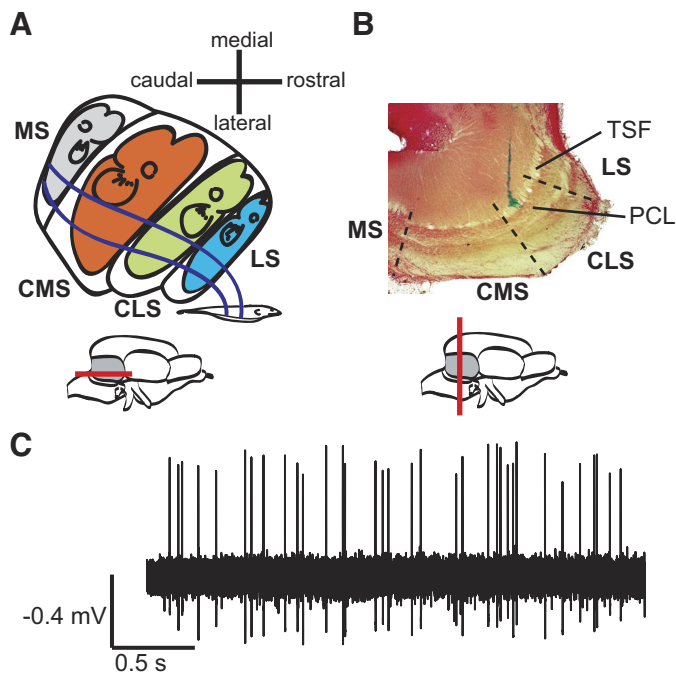 A
medial
caudal
rostral
lateral
MS
CMS
CLS
LS
B
TSF
LS
PCL
MS
CLS
CMS
C
-0.4 mV
0.5 s